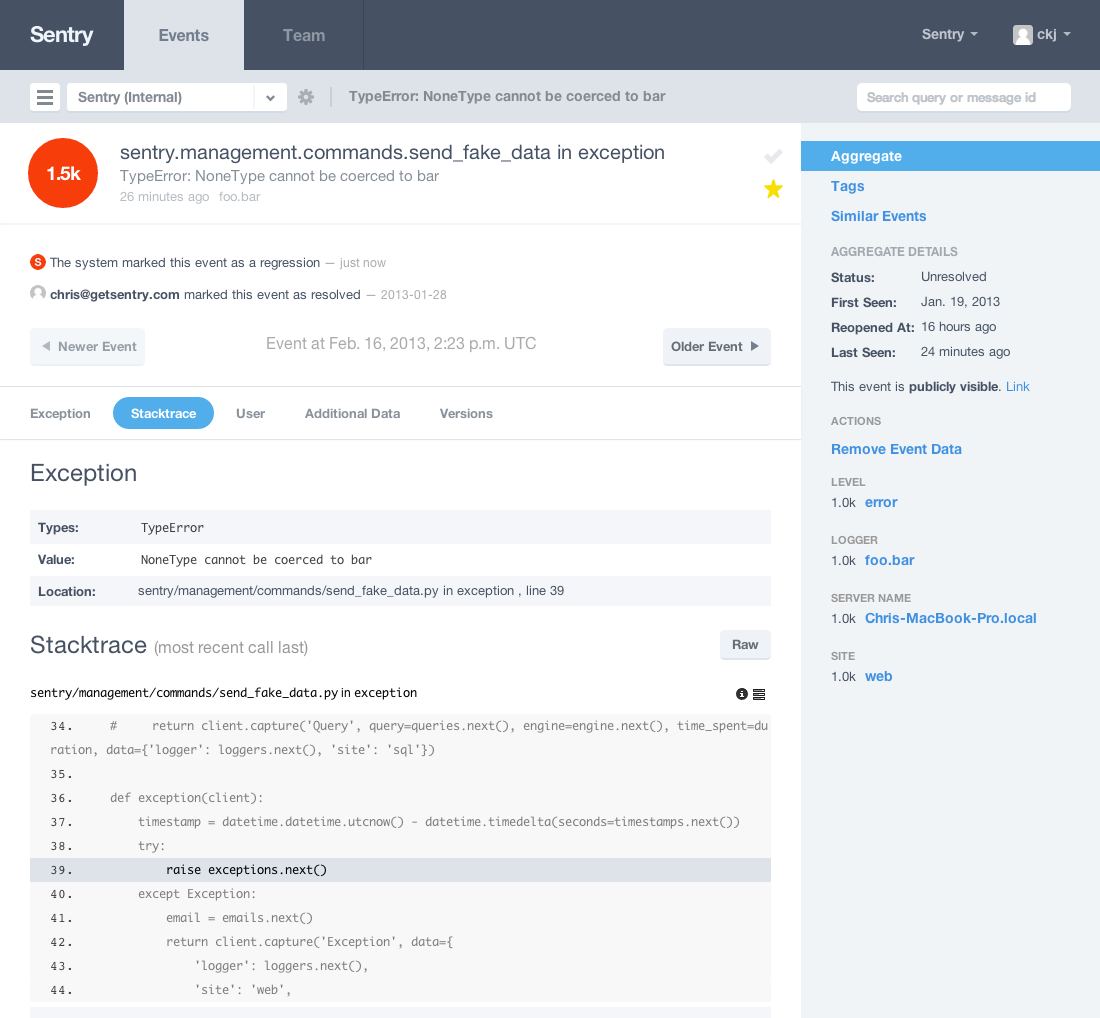 Sentry
Events
Team
Sentry
ckj
Sentry (Internal)
TypeError: NoneType cannot be coerced to bar
Search query or message id
1.5k
sentry.management.commands.send_fake_data in exception
TypeError: NoneType cannot be coerced to bar
26 minutes ago foo.bar
S The system marked this event as a regression — just now
chris@getsentry.com marked this event as resolved — 2013-01-28
Newer Event
Event at Feb. 16, 2013, 2:23 p.m. UTC
Older Event
Exception
Stacktrace
User
Additional Data
Versions
Exception
Types: TypeError
Value: NoneType cannot be coerced to bar
Location: sentry/management/commands/send_fake_data.py in exception , line 39
Stacktrace (most recent call last)
Raw
sentry/management/commands/send_fake_data.py in exception
34. #     return client.capture('Query', query=queries.next(), engine=engine.next(), time_spent=du
ration, data={'logger': loggers.next(), 'site': 'sql'})
35.
36. def exception(client):
37.     timestamp = datetime.datetime.utcnow() - datetime.timedelta(seconds=timestamps.next())
38.     try:
39.         raise exceptions.next()
40.     except Exception:
41.         email = emails.next()
42.         return client.capture('Exception', data={
43.             'logger': loggers.next(),
44.             'site': 'web',
Aggregate
Tags
Similar Events
AGGREGATE DETAILS
Status: Unresolved
First Seen: Jan. 19, 2013
Reopened At: 16 hours ago
Last Seen: 24 minutes ago
This event is publicly visible. Link
ACTIONS
Remove Event Data
LEVEL
1.0k error
LOGGER
1.0k foo.bar
SERVER NAME
1.0k Chris-MacBook-Pro.local
SITE
1.0k web